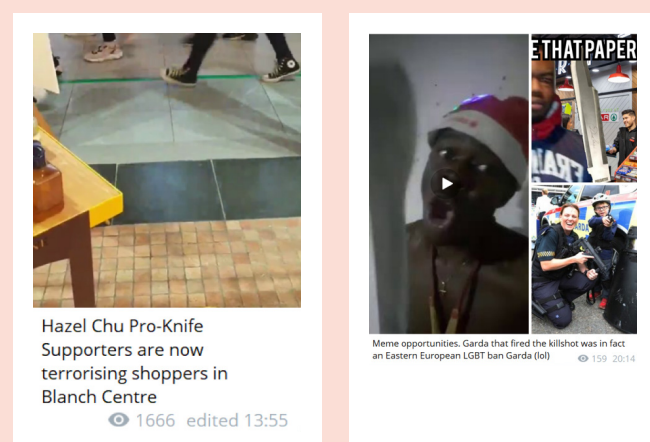 Hazel Chu Pro-Knife
Supporters are now
terrorising shoppers in
Blanch Centre
1666 edited 13:55
E THAT PAPER
FRAN
GARDA
Meme opportunities. Garda that fired the killshot was in fact
an Eastern European LGBT ban Garda (lol)
159 20:14